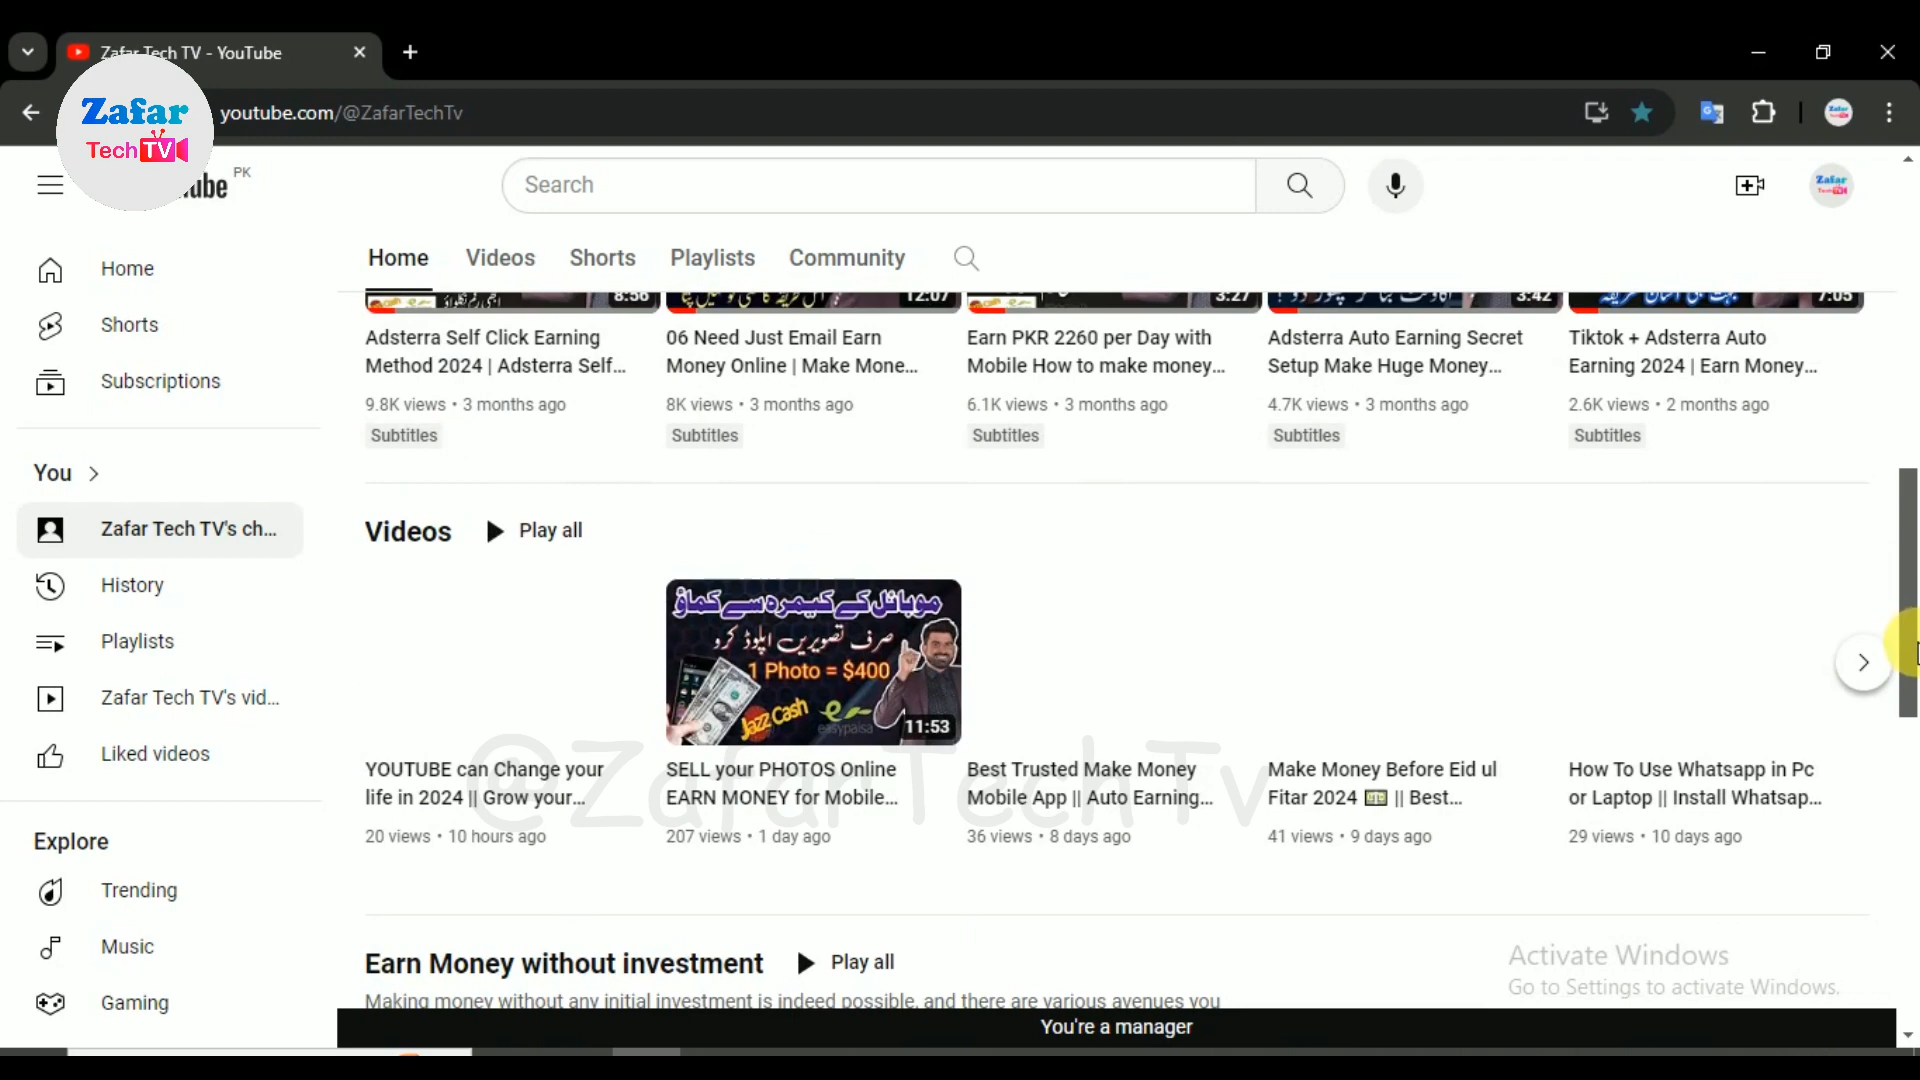 Zafar Tech TV - YouTube
Zafar
TechTV
youtube.com/@ZafarTechTv
PK
Search
Home
Videos
Shorts
Playlists
Community
8:56
12:07
3:27
3:42
7:05
Adsterra Self Click Earning
Method 2024 | Adsterra Self...
9.8K views • 3 months ago
Subtitles
06 Need Just Email Earn
Money Online | Make Mone...
8K views • 3 months ago
Subtitles
Earn PKR 2260 per Day with
Mobile How to make money...
6.1K views • 3 months ago
Subtitles
Adsterra Auto Earning Secret
Setup Make Huge Money...
4.7K views • 3 months ago
Subtitles
Tiktok + Adsterra Auto
Earning 2024 | Earn Money...
2.6K views • 2 months ago
Subtitles
Home
Shorts
Subscriptions
You
Zafar Tech TV's ch...
History
Playlists
Zafar Tech TV's vid...
Liked videos
Explore
Trending
Music
Gaming
Videos
Play all
موبائل کے کیمرہ سے کماؤ
صرف تصویریں اپلوڈ کرو
1 Photo = $400
Jazz Cash
easypaisa
11:53
YOUTUBE can Change your
life in 2024 || Grow your...
20 views • 10 hours ago
SELL your PHOTOS Online
EARN MONEY for Mobile...
207 views • 1 day ago
Best Trusted Make Money
Mobile App || Auto Earning...
36 views • 8 days ago
Make Money Before Eid ul
Fitar 2024 💵 || Best...
41 views • 9 days ago
How To Use Whatsapp in Pc
or Laptop || Install Whatsap...
29 views • 10 days ago
@ZafarTechTv
Earn Money without investment
Play all
Making money without any initial investment is indeed possible, and there are various avenues you
Activate Windows
Go to Settings to activate Windows.
You're a manager